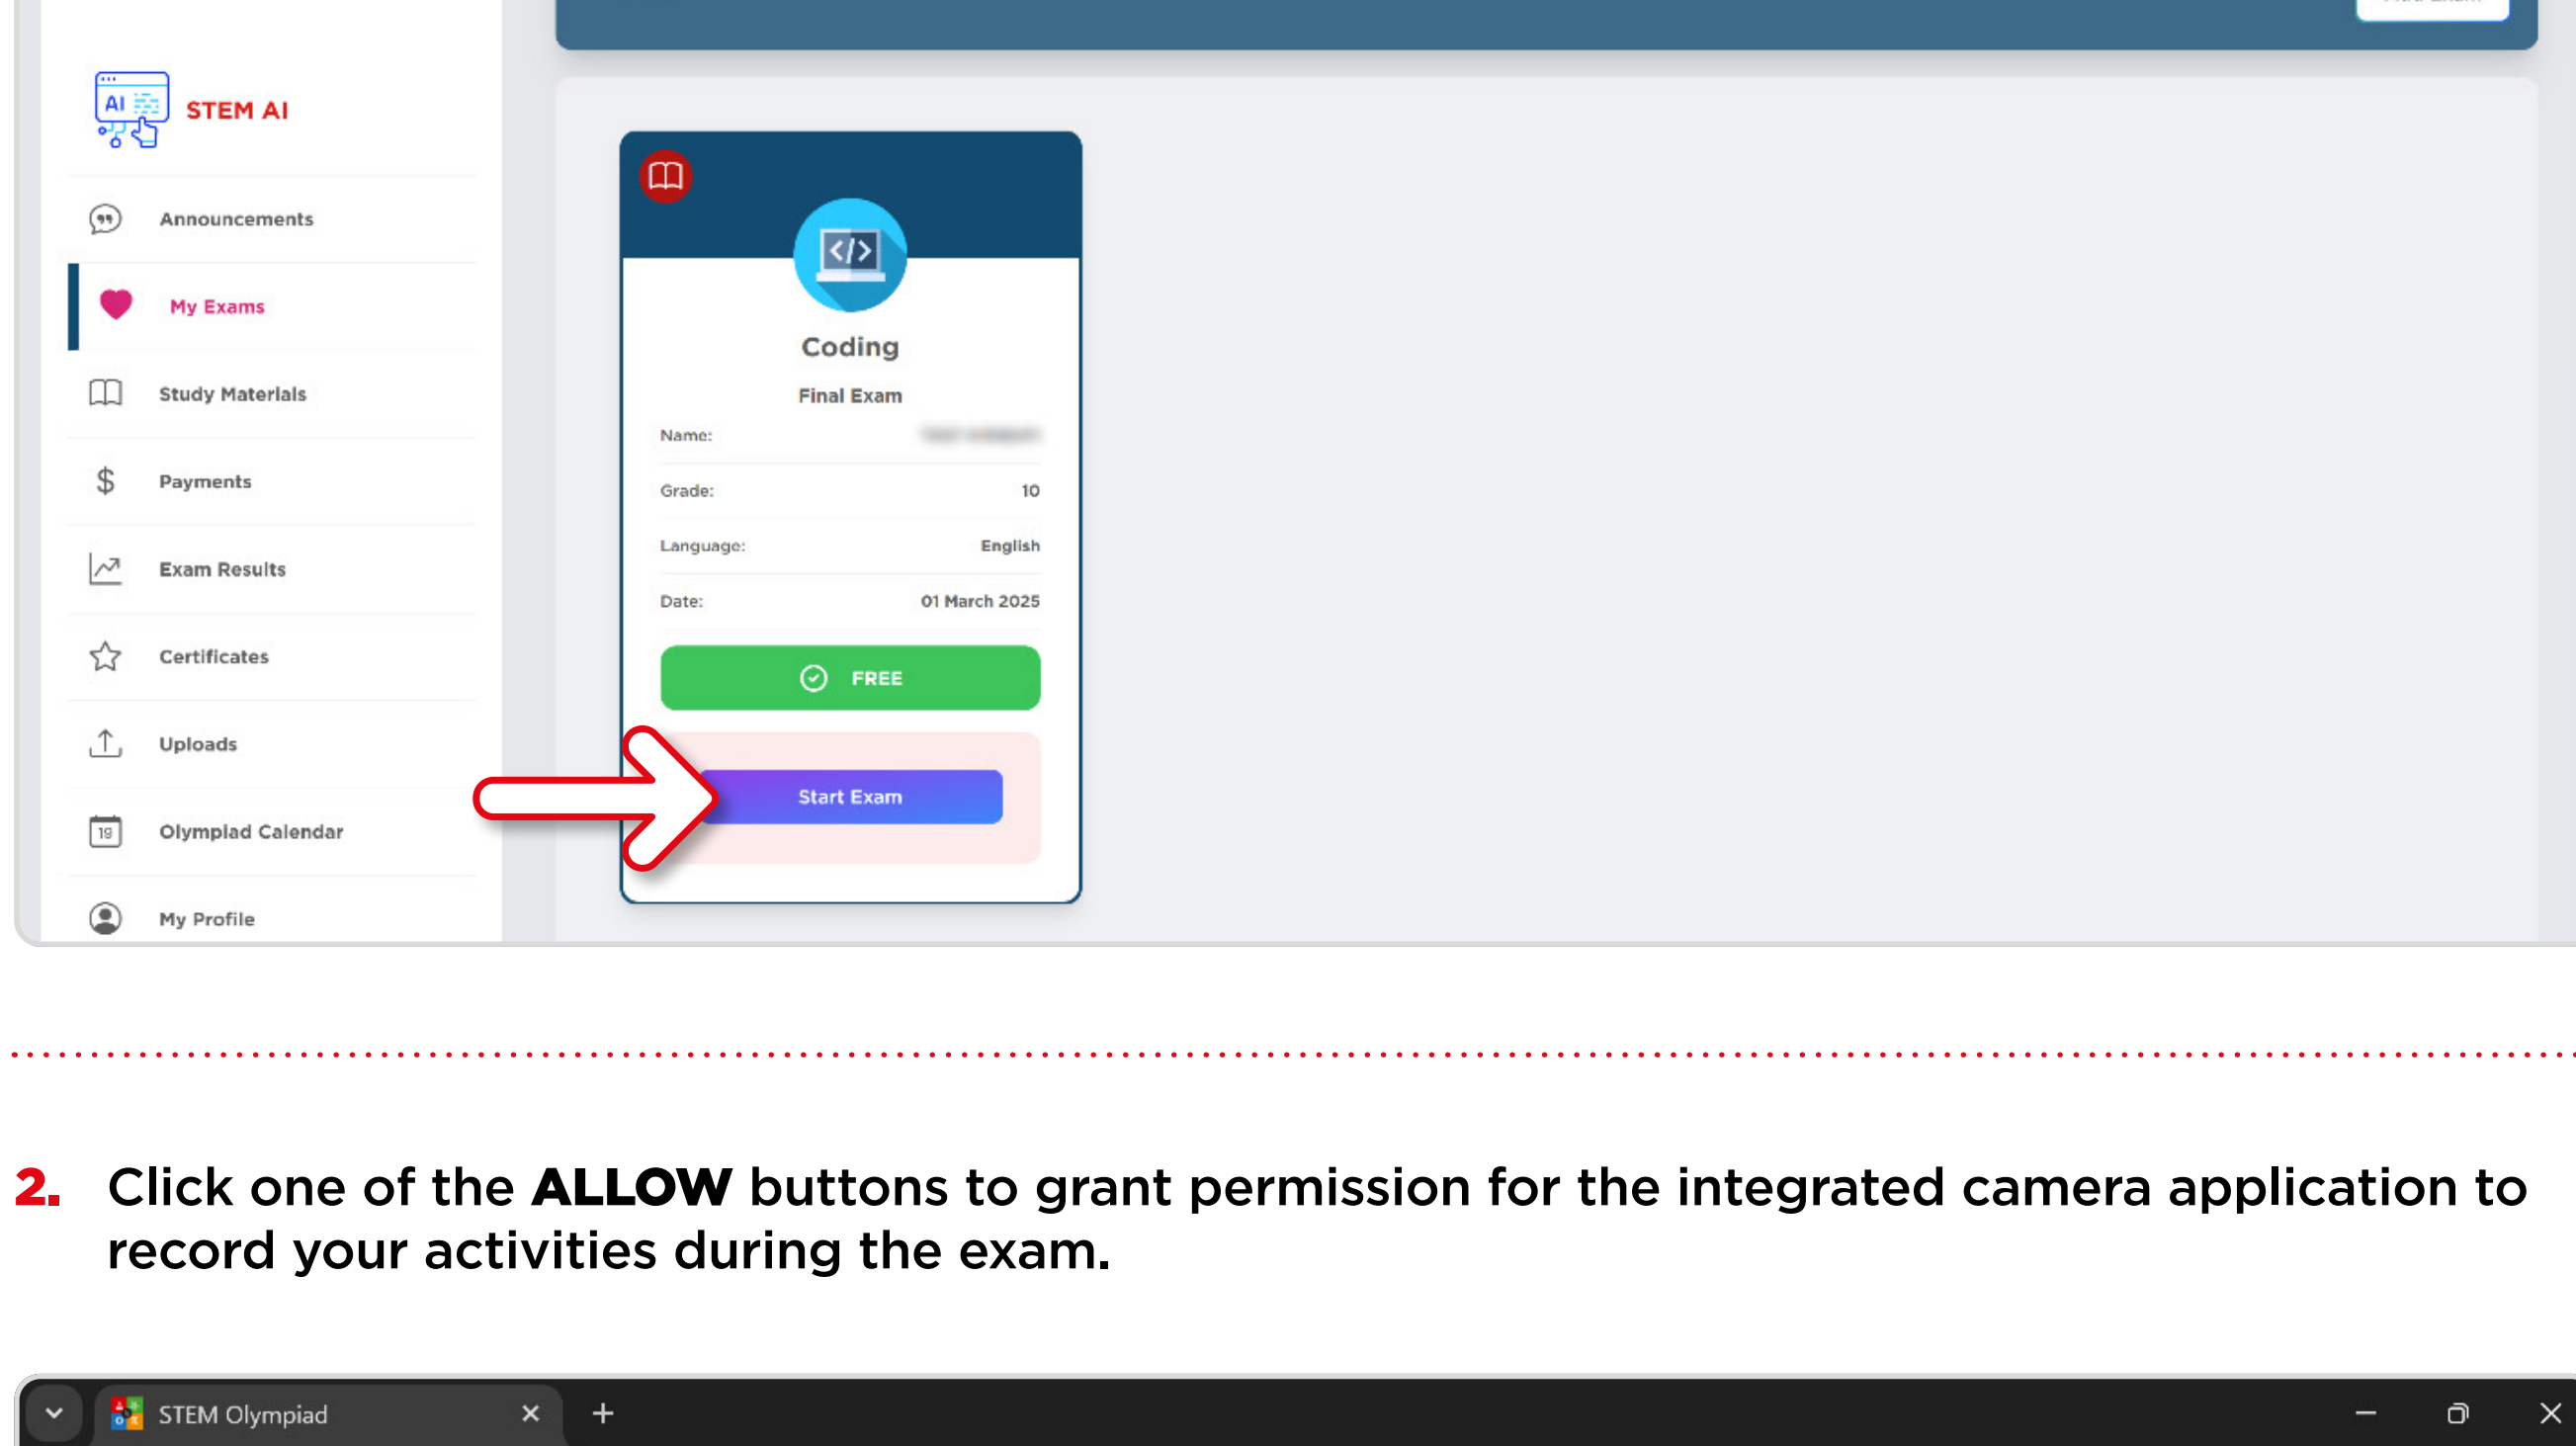 AI
STEM AI
Announcements
My Exams
Study Materials
Payments
Exam Results
Certificates
Uploads
19
Olympiad Calendar
My Profile
</>
Coding
Final Exam
Name:
Grade: 10
Language: English
Date: 01 March 2025
FREE
Start Exam
2. Click one of the ALLOW buttons to grant permission for the integrated camera application to
record your activities during the exam.
STEM Olympiad